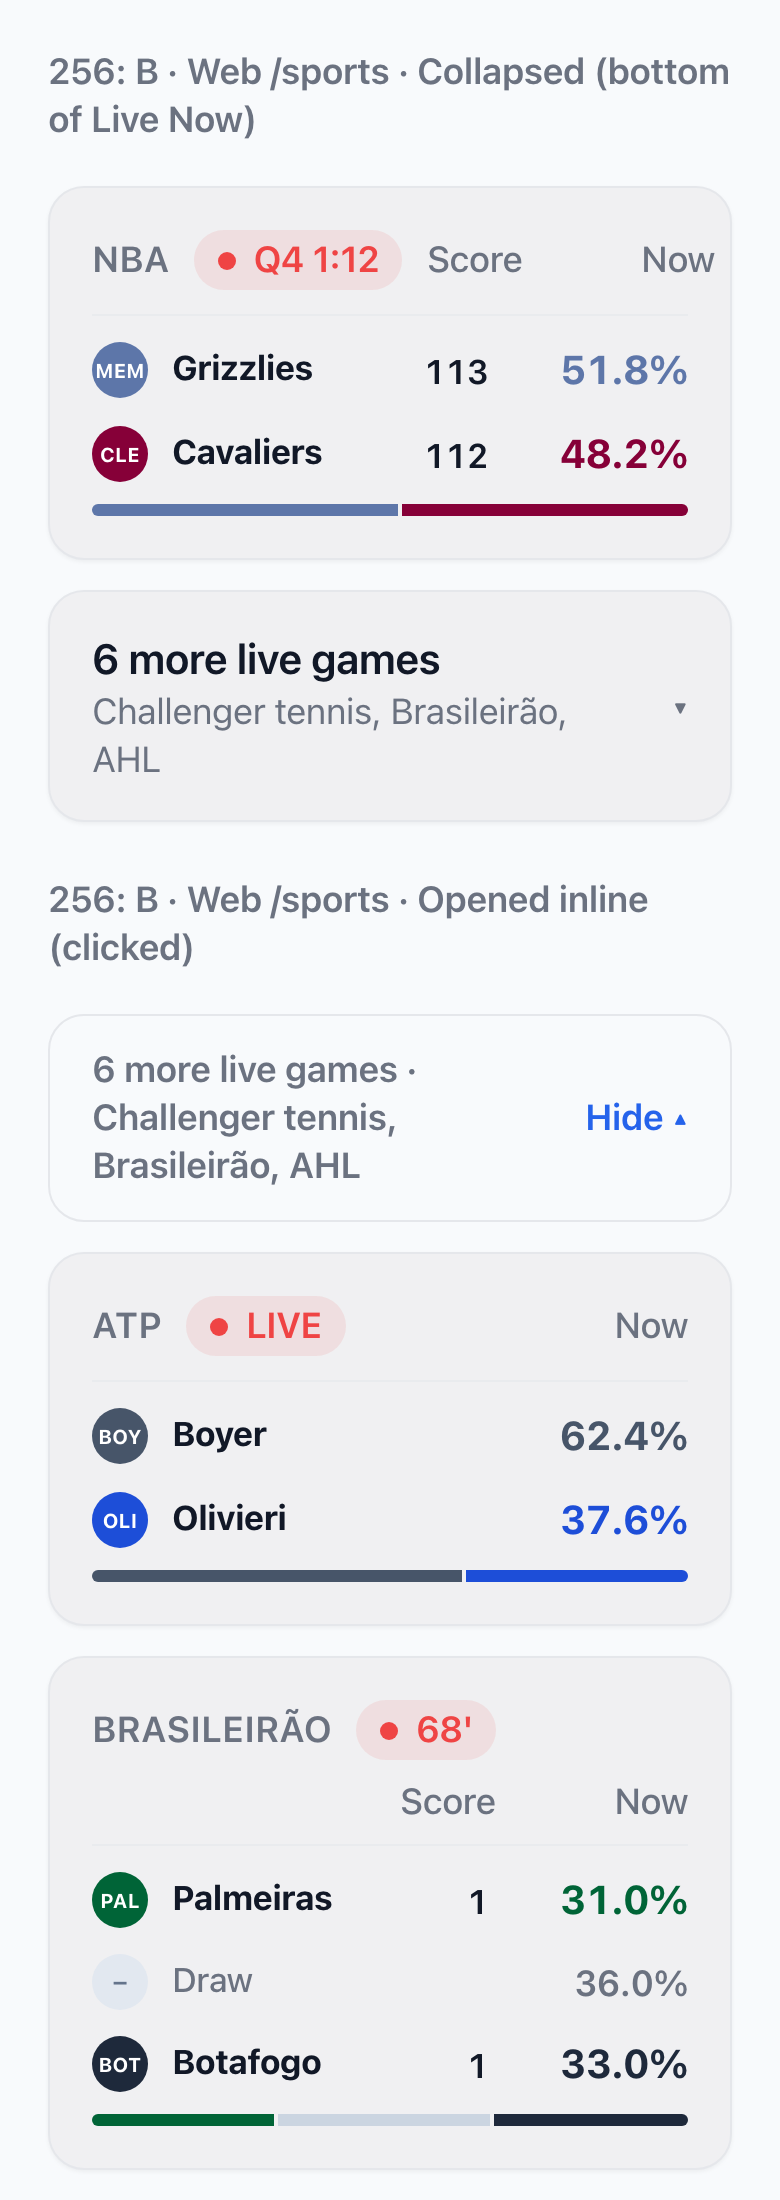 256: B · Web /sports · Collapsed (bottom
of Live Now)
NBA ● Q4 1:12 Score Now
MEM Grizzlies 113 51.8%
CLE Cavaliers 112 48.2%
6 more live games
Challenger tennis, Brasileirão, ▼
AHL
256: B · Web /sports · Opened inline
(clicked)
6 more live games ·
Challenger tennis, Hide ▲
Brasileirão, AHL
ATP ● LIVE Now
BOY Boyer 62.4%
OLI Olivieri 37.6%
BRASILEIRÃO ● 68'
Score Now
PAL Palmeiras 1 31.0%
– Draw 36.0%
BOT Botafogo 1 33.0%